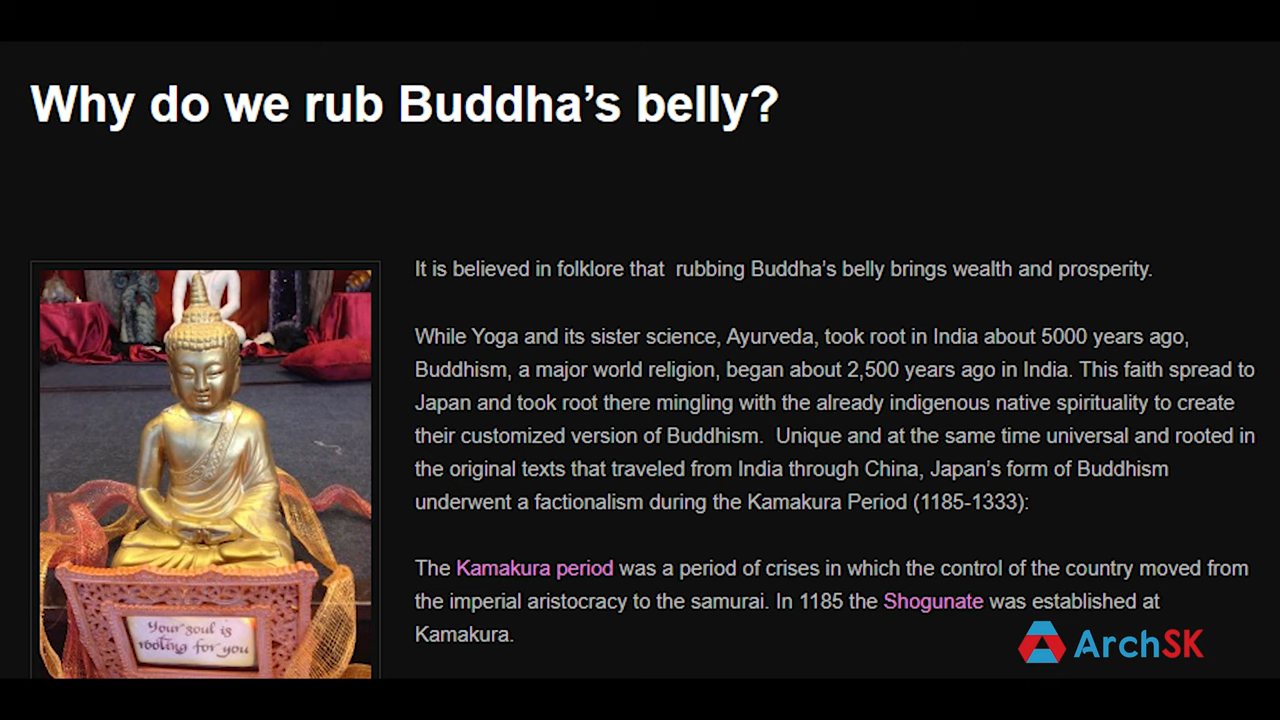 Why do we rub Buddha’s belly?
It is believed in folklore that  rubbing Buddha’s belly brings wealth and prosperity.
While Yoga and its sister science, Ayurveda, took root in India about 5000 years ago,
Buddhism, a major world religion, began about 2,500 years ago in India. This faith spread to
Japan and took root there mingling with the already indigenous native spirituality to create
their customized version of Buddhism.  Unique and at the same time universal and rooted in
the original texts that traveled from India through China, Japan’s form of Buddhism
underwent a factionalism during the Kamakura Period (1185-1333):
The Kamakura period was a period of crises in which the control of the country moved from
the imperial aristocracy to the samurai. In 1185 the Shogunate was established at
Kamakura.
Your soul is
rooting for you
ArchSK